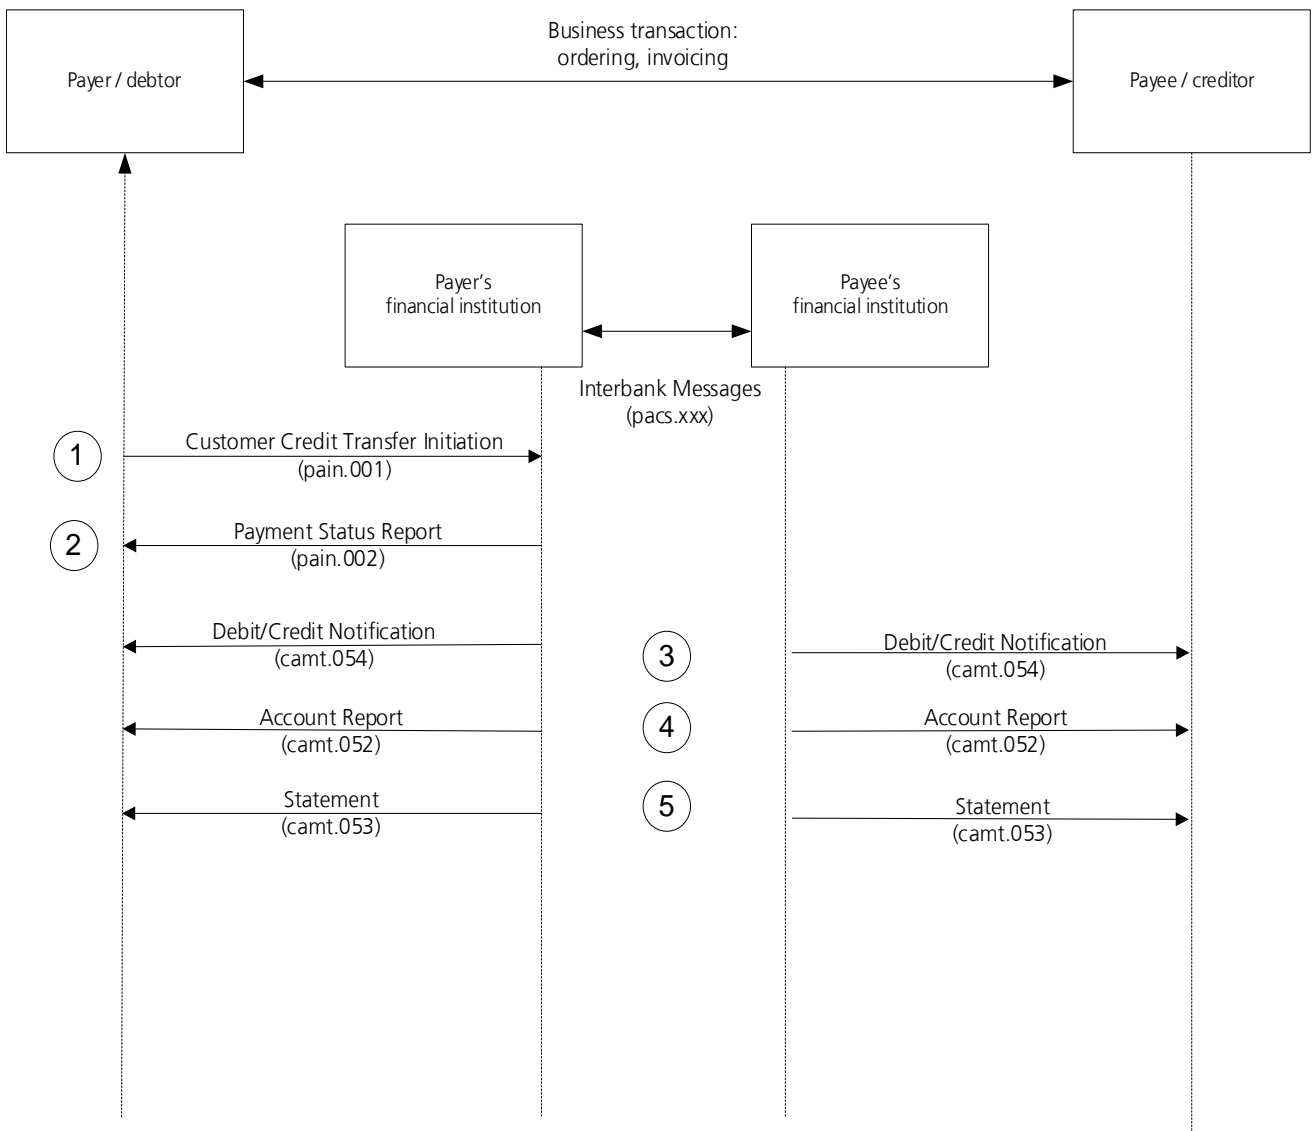 Business transaction:
ordering, invoicing
Payer / debtor
Payee / creditor
Payer's
financial institution
Payee's
financial institution
Interbank Messages
(pacs.xxx)
1
Customer Credit Transfer Initiation
(pain.001)
2
Payment Status Report
(pain.002)
Debit/Credit Notification
(camt.054)
3
Debit/Credit Notification
(camt.054)
Account Report
(camt.052)
4
Account Report
(camt.052)
Statement
(camt.053)
5
Statement
(camt.053)